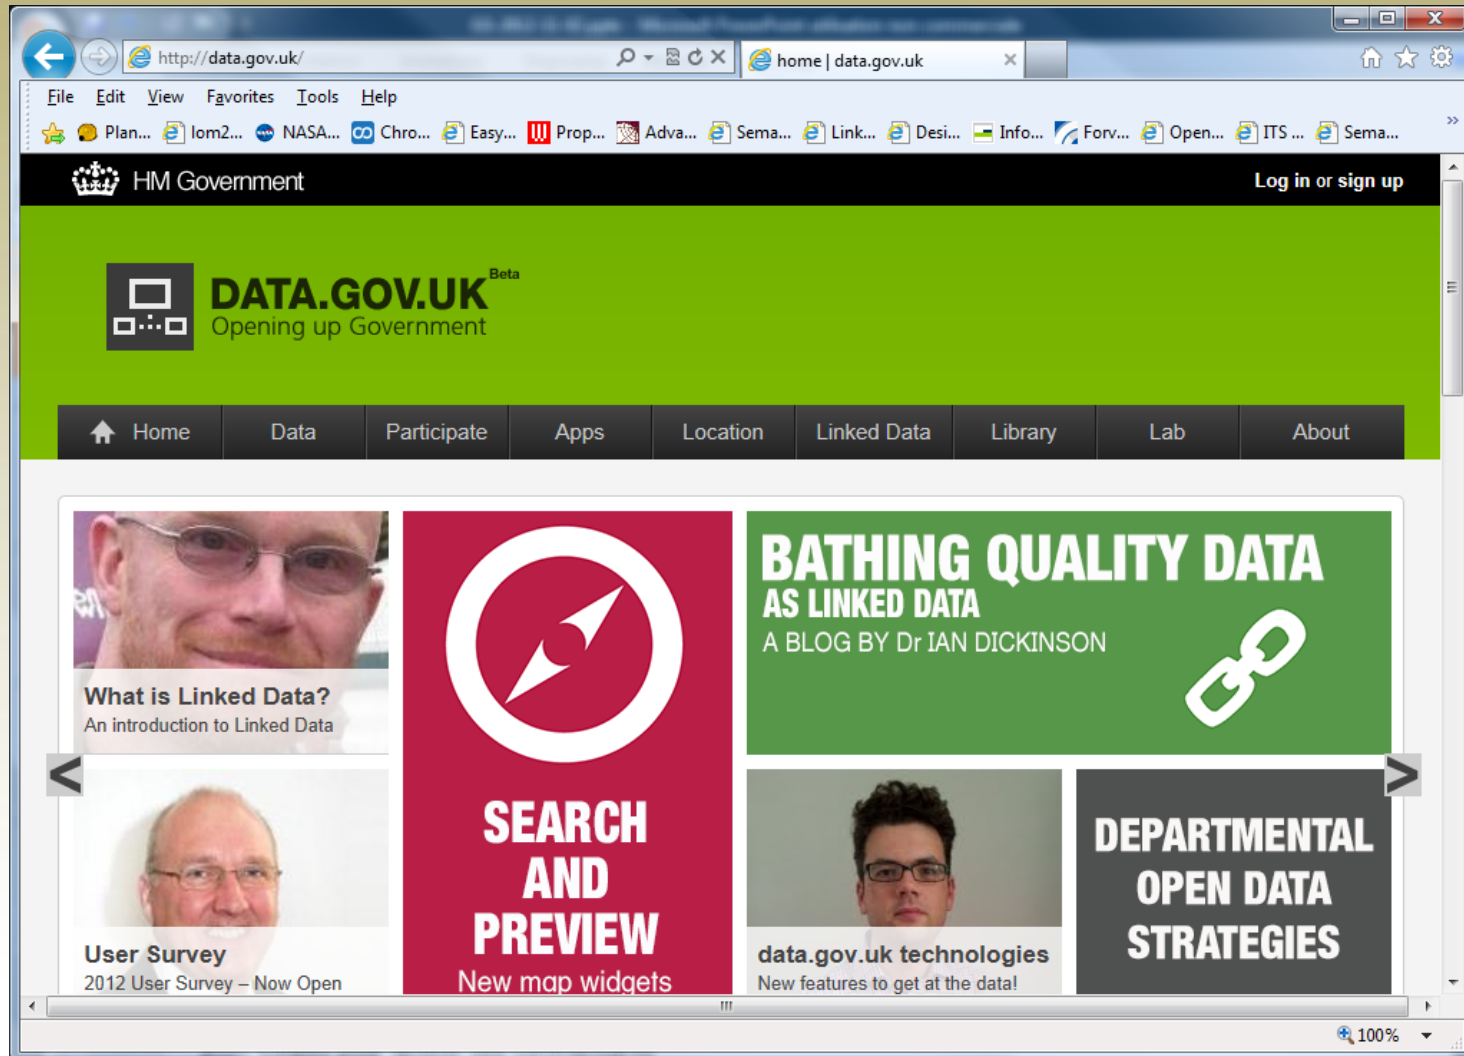 http://data.gov.uk/
home | data.gov.uk
File Edit View Favorites Tools Help
Plan... lom2... NASA... Chro... Easy... Prop... Adva... Sema... Link... Desi... Info... Forv... Open... ITS ... Sema...
HM Government
Log in or sign up
DATA.GOV.UK Beta
Opening up Government
Home Data Participate Apps Location Linked Data Library Lab About
What is Linked Data?
An introduction to Linked Data
User Survey
2012 User Survey – Now Open
SEARCH
AND
PREVIEW
New map widgets
BATHING QUALITY DATA
AS LINKED DATA
A BLOG BY Dr IAN DICKINSON
data.gov.uk technologies
New features to get at the data!
DEPARTMENTAL
OPEN DATA
STRATEGIES
100%